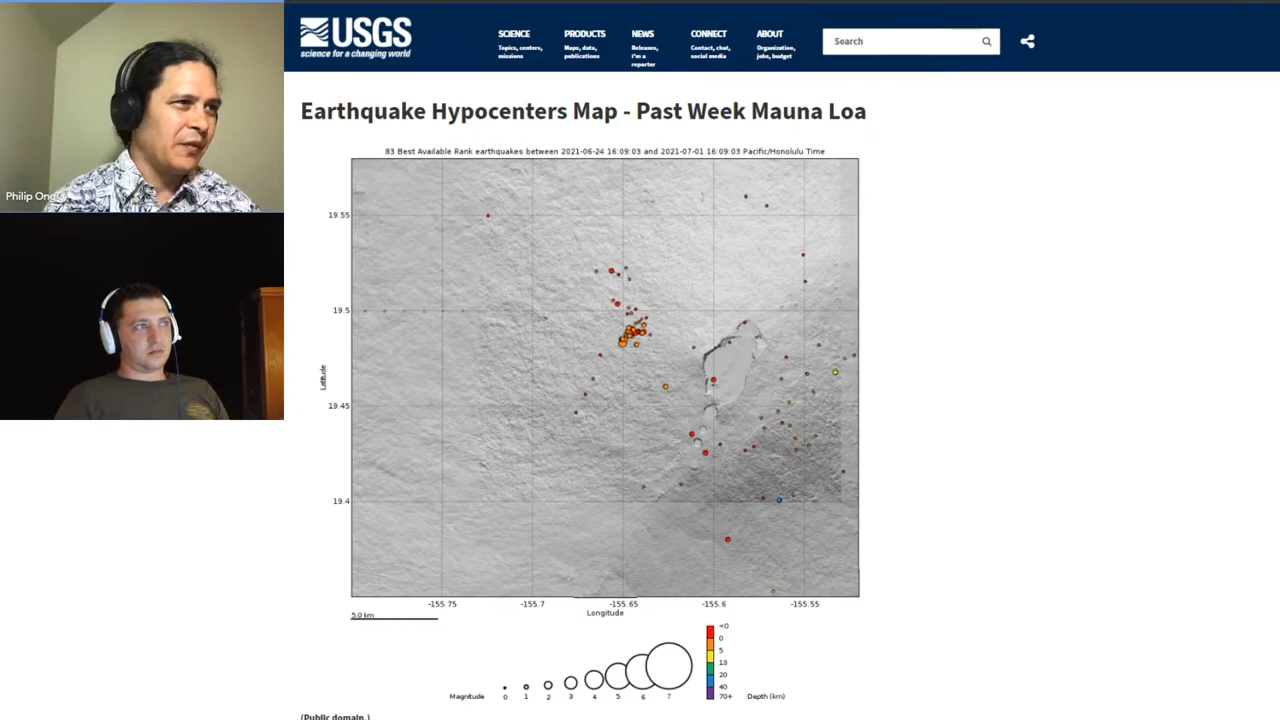 USGS
science for a changing world
SCIENCE
Topics, centers,
missions
PRODUCTS
Maps, data,
publications
NEWS
Releases,
I'm a
reporter
CONNECT
Contact, chat,
social media
ABOUT
Organization,
jobs, budget
Search
Earthquake Hypocenters Map - Past Week Mauna Loa
83 Best Available Rank earthquakes between 2021-06-24 16:09:03 and 2021-07-01 16:09:03 Pacific/Honolulu Time
Philip Ong
19.55
19.5
19.45
19.4
Latitude
-155.75 -155.7 -155.65 -155.6 -155.55
Longitude
5.0 km
Magnitude 0 1 2 3 4 5 6 7
<0
0
5
13
20
40
70+ Depth (km)
(Public domain.)